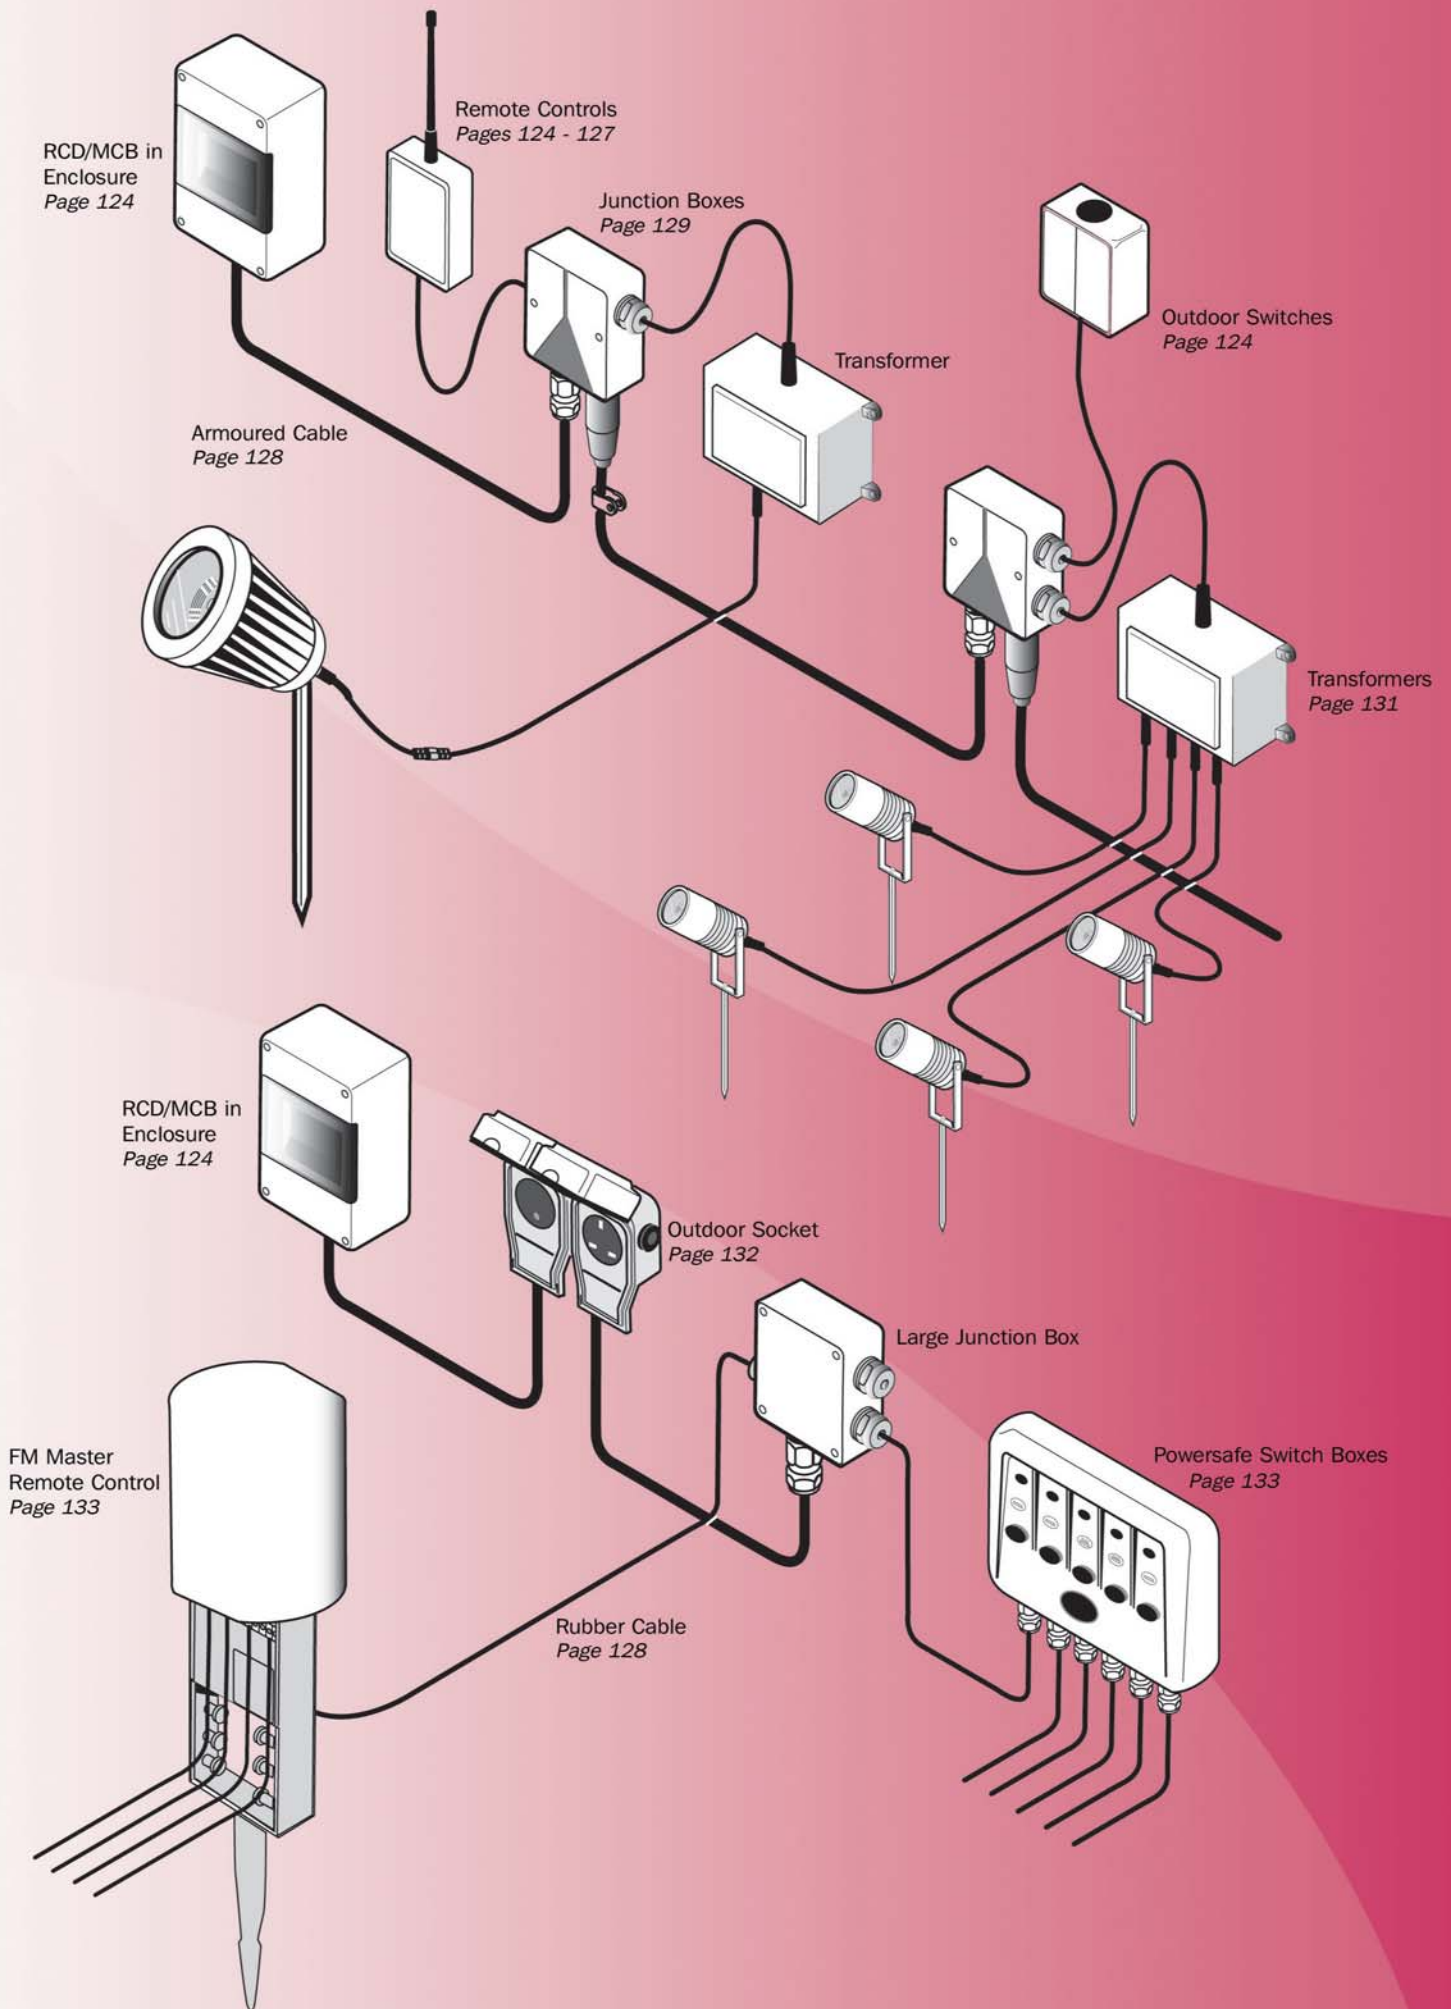 Remote Controls
Pages 124 - 127
RCD/MCB in
Enclosure
Page 124
Junction Boxes
Page 129
Outdoor Switches
Page 124
Transformer
Armoured Cable
Page 128
Transformers
Page 131
RCD/MCB in
Enclosure
Page 124
Outdoor Socket
Page 132
Large Junction Box
FM Master
Remote Control
Page 133
Powersafe Switch Boxes
Page 133
Rubber Cable
Page 128